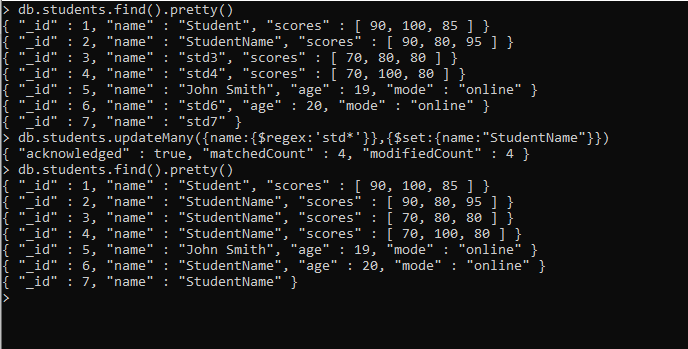 > db.students.find().pretty()
{ "_id" : 1, "name" : "Student", "scores" : [ 90, 100, 85 ] }
{ "_id" : 2, "name" : "StudentName", "scores" : [ 90, 80, 95 ] }
{ "_id" : 3, "name" : "std3", "scores" : [ 70, 80, 80 ] }
{ "_id" : 4, "name" : "std4", "scores" : [ 70, 100, 80 ] }
{ "_id" : 5, "name" : "John Smith", "age" : 19, "mode" : "online" }
{ "_id" : 6, "name" : "std6", "age" : 20, "mode" : "online" }
{ "_id" : 7, "name" : "std7" }
> db.students.updateMany({name:{$regex:'std*'}},{$set:{name:"StudentName"}})
{ "acknowledged" : true, "matchedCount" : 4, "modifiedCount" : 4 }
> db.students.find().pretty()
{ "_id" : 1, "name" : "Student", "scores" : [ 90, 100, 85 ] }
{ "_id" : 2, "name" : "StudentName", "scores" : [ 90, 80, 95 ] }
{ "_id" : 3, "name" : "StudentName", "scores" : [ 70, 80, 80 ] }
{ "_id" : 4, "name" : "StudentName", "scores" : [ 70, 100, 80 ] }
{ "_id" : 5, "name" : "John Smith", "age" : 19, "mode" : "online" }
{ "_id" : 6, "name" : "StudentName", "age" : 20, "mode" : "online" }
{ "_id" : 7, "name" : "StudentName" }
>